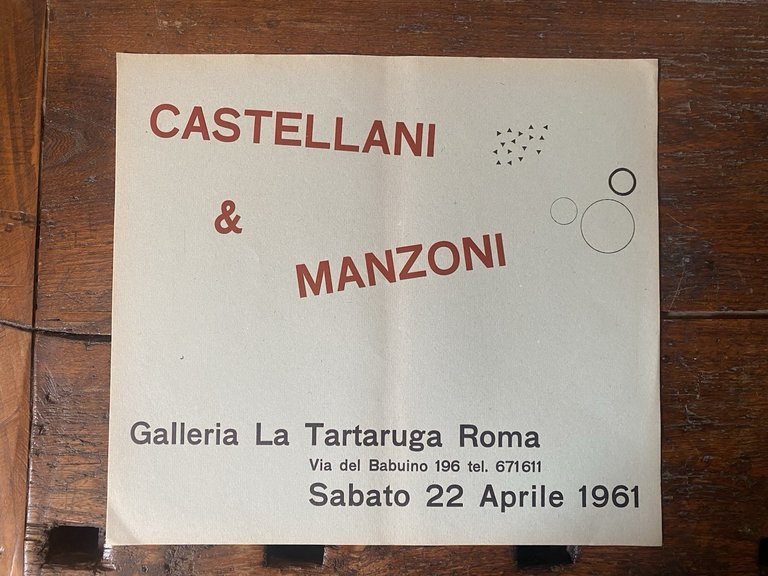 CASTELLANI
&
MANZONI
Galleria La Tartaruga Roma
Via del Babuino 196 tel. 671611
Sabato 22 Aprile 1961